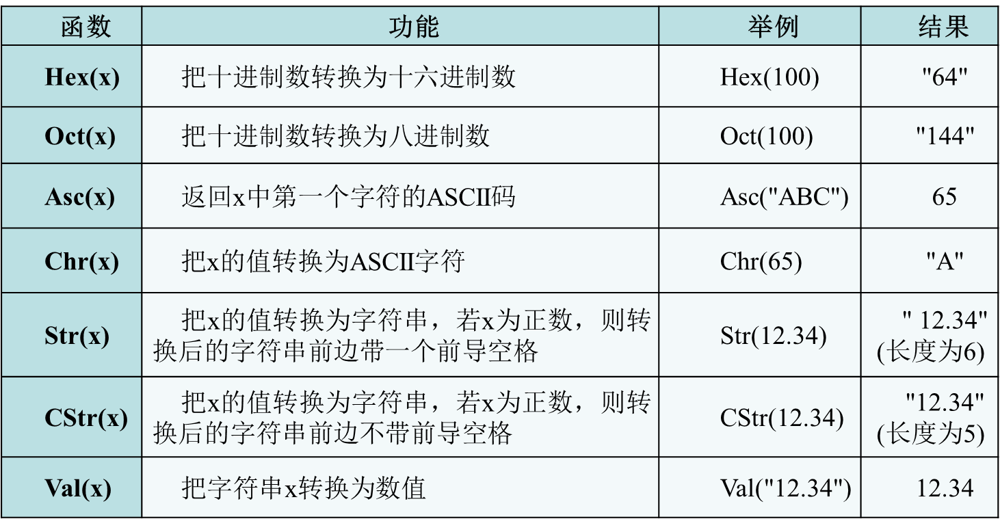 函数 功能 举例 结果
Hex(x) 把十进制数转换为十六进制数 Hex(100) "64"
Oct(x) 把十进制数转换为八进制数 Oct(100) "144"
Asc(x) 返回x中第一个字符的ASCII码 Asc("ABC") 65
Chr(x) 把x的值转换为ASCII字符 Chr(65) "A"
Str(x) 把x的值转换为字符串，若x为正数，则转
换后的字符串前边带一个前导空格 Str(12.34) " 12.34"
(长度为6)
CStr(x) 把x的值转换为字符串，若x为正数，则转
换后的字符串前边不带前导空格 CStr(12.34) "12.34"
(长度为5)
Val(x) 把字符串x转换为数值 Val("12.34") 12.34